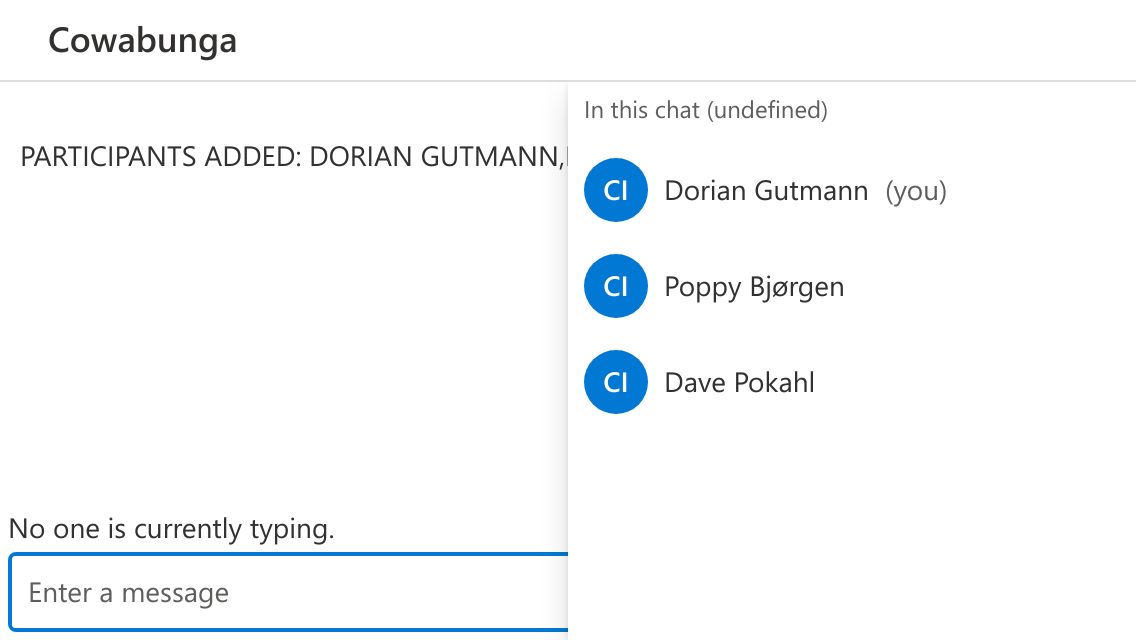 Cowabunga
In this chat (undefined)
PARTICIPANTS ADDED: DORIAN GUTMANN,
CI Dorian Gutmann (you)
CI Poppy Bjørgen
CI Dave Pokahl
No one is currently typing.
Enter a message